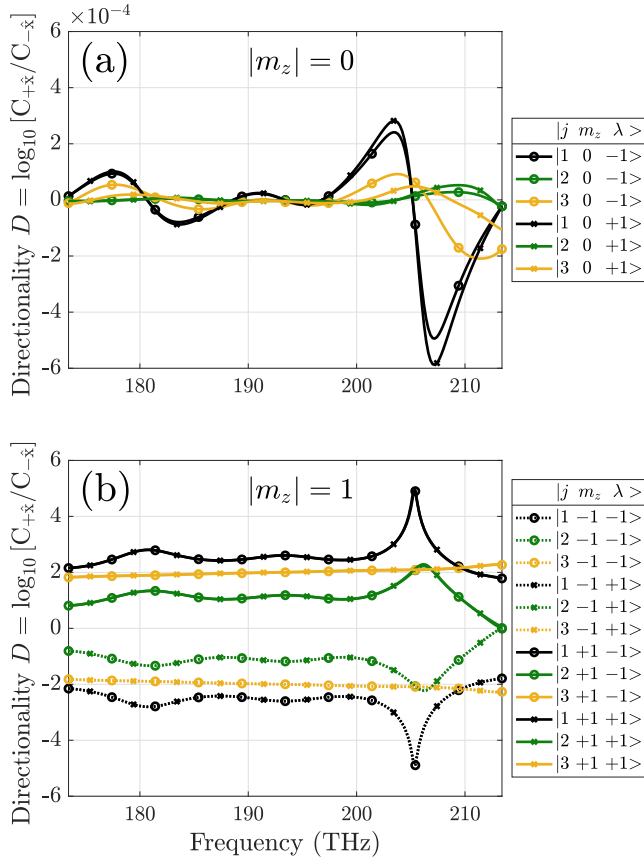 ×10⁻⁴
6
4
2
0
-2
-4
-6
(a)
|m_z| = 0
Directionality D = log₁₀ [C₊ₓ̂/C₋ₓ̂]
180 190 200 210
|j m_z λ >
|1 0 −1>
|2 0 −1>
|3 0 −1>
|1 0 +1>
|2 0 +1>
|3 0 +1>
6
4
2
0
-2
-4
-6
(b)
|m_z| = 1
Directionality D = log₁₀ [C₊ₓ̂/C₋ₓ̂]
180 190 200 210
Frequency (THz)
|j m_z λ >
|1 −1 −1>
|2 −1 −1>
|3 −1 −1>
|1 −1 +1>
|2 −1 +1>
|3 −1 +1>
|1 +1 −1>
|2 +1 −1>
|3 +1 −1>
|1 +1 +1>
|2 +1 +1>
|3 +1 +1>